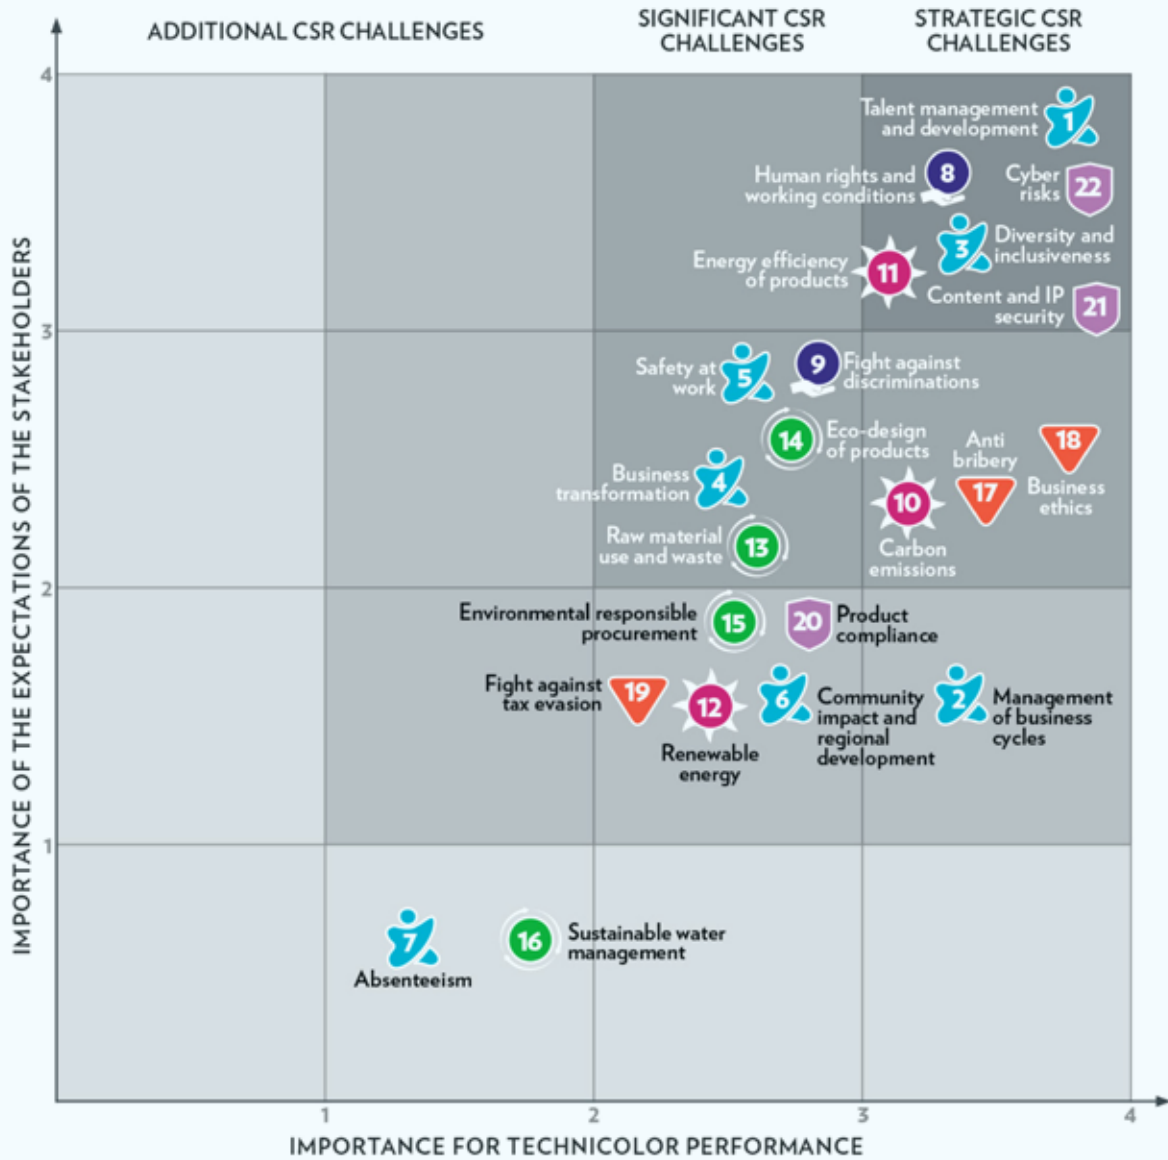 ADDITIONAL CSR CHALLENGES
SIGNIFICANT CSR
CHALLENGES
STRATEGIC CSR
CHALLENGES
4
Talent management
and development
1
Human rights and
working conditions
8
Cyber
risks
22
Energy efficiency
of products
11
3
Diversity and
inclusiveness
Content and IP
security
21
3
Safety at
work
5
9
Fight against
discriminations
14
Eco-design
of products
Anti
bribery
17
18
Business
ethics
Business
transformation
4
10
Carbon
emissions
Raw material
use and waste
13
2
Environmental responsible
procurement
15
20
Product
compliance
Fight against
tax evasion
19
12
Renewable
energy
6
Community
impact and
regional
development
2
Management
of business
cycles
1
7
Absenteeism
16
Sustainable water
management
1
2
3
4
IMPORTANCE FOR TECHNICOLOR PERFORMANCE
IMPORTANCE OF THE EXPECTATIONS OF THE STAKEHOLDERS